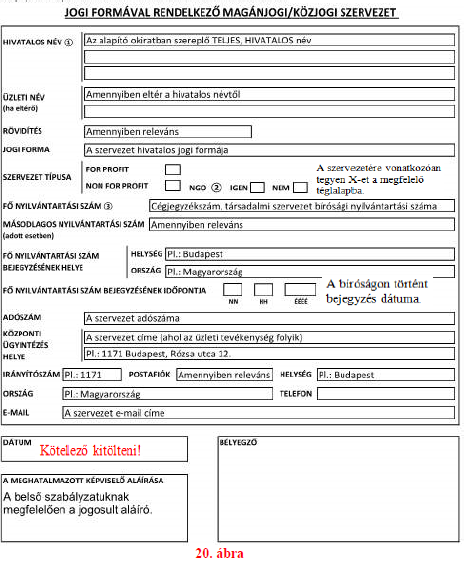 JOGI FORMÁVAL RENDELKEZŐ MAGÁNJOGI/KÖZJOGI SZERVEZET
HIVATALOS NÉV ① Az alapító okiratban szereplő TELJES, HIVATALOS név
ÜZLETI NÉV Amennyiben eltér a hivatalos névtől
(ha eltérő)
RÖVIDÍTÉS Amennyiben releváns
JOGI FORMA A szervezet hivatalos jogi formája
SZERVEZET TÍPUSA
FOR PROFIT
NON FOR PROFIT NGO ② IGEN NEM
A szervezetére vonatkozóan
tegyen X-et a megfelelő
téglalapba.
FŐ NYILVÁNTARTÁSI SZÁM ③ Cégjegyzékszám, társadalmi szervezet bírósági nyilvántartási száma
MÁSODLAGOS NYILVÁNTARTÁSI SZÁM Amennyiben releváns
(adott esetben)
FŐ NYILVÁNTARTÁSI SZÁM
BEJEGYZÉSÉNEK HELYE
HELYSÉG Pl.: Budapest
ORSZÁG Pl.: Magyarország
FŐ NYILVÁNTARTÁSI SZÁM BEJEGYZÉSÉNEK IDŐPONTJA
NN HH ÉÉÉÉ
A bíróságon történt
bejegyzés dátuma.
ADÓSZÁM A szervezet adószáma
KÖZPONTI
ÜGYINTÉZÉS
HELYE
A szervezet címe (ahol az üzleti tevékenység folyik)
Pl.: 1171 Budapest, Rózsa utca 12.
IRÁNYÍTÓSZÁM Pl.: 1171 POSTAFIÓK Amennyiben releváns HELYSÉG Pl.: Budapest
ORSZÁG Pl.: Magyarország TELEFON
E-MAIL A szervezet e-mail címe
DÁTUM
Kötelező kitölteni!
BÉLYEGZŐ
A MEGHATALMAZOTT KÉPVISELŐ ALÁÍRÁSA
A belső szabályzatuknak
megfelelően a jogosult aláíró.
20. ábra